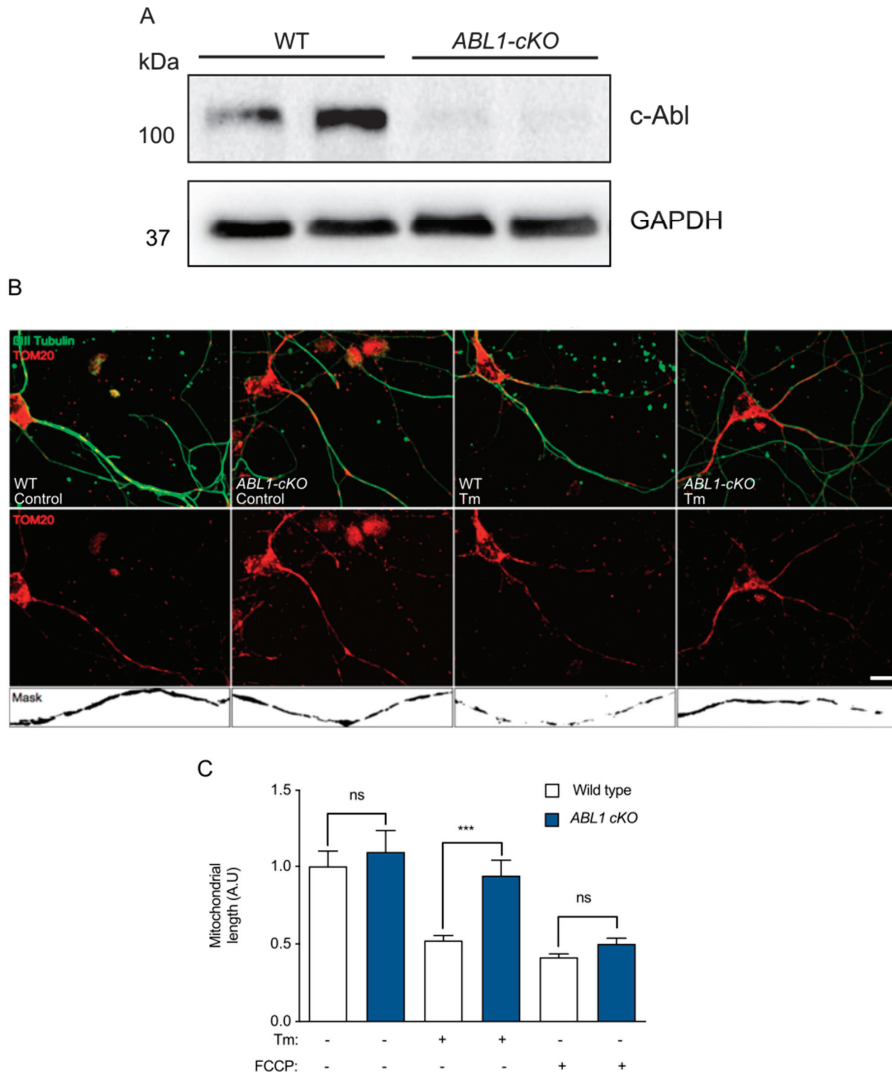 A
WT ABL1-cKO
kDa
100 c-Abl
37 GAPDH
B
βIII Tubulin
TOM20
WT
Control
ABL1-cKO
Control
WT
Tm
ABL1-cKO
Tm
TOM20
Mask
C
Mitochondrial
length (A.U)
1.5
1.0
0.5
0.0
ns
***
ns
Wild type
ABL1 cKO
Tm: - - + + - -
FCCP: - - - - + +